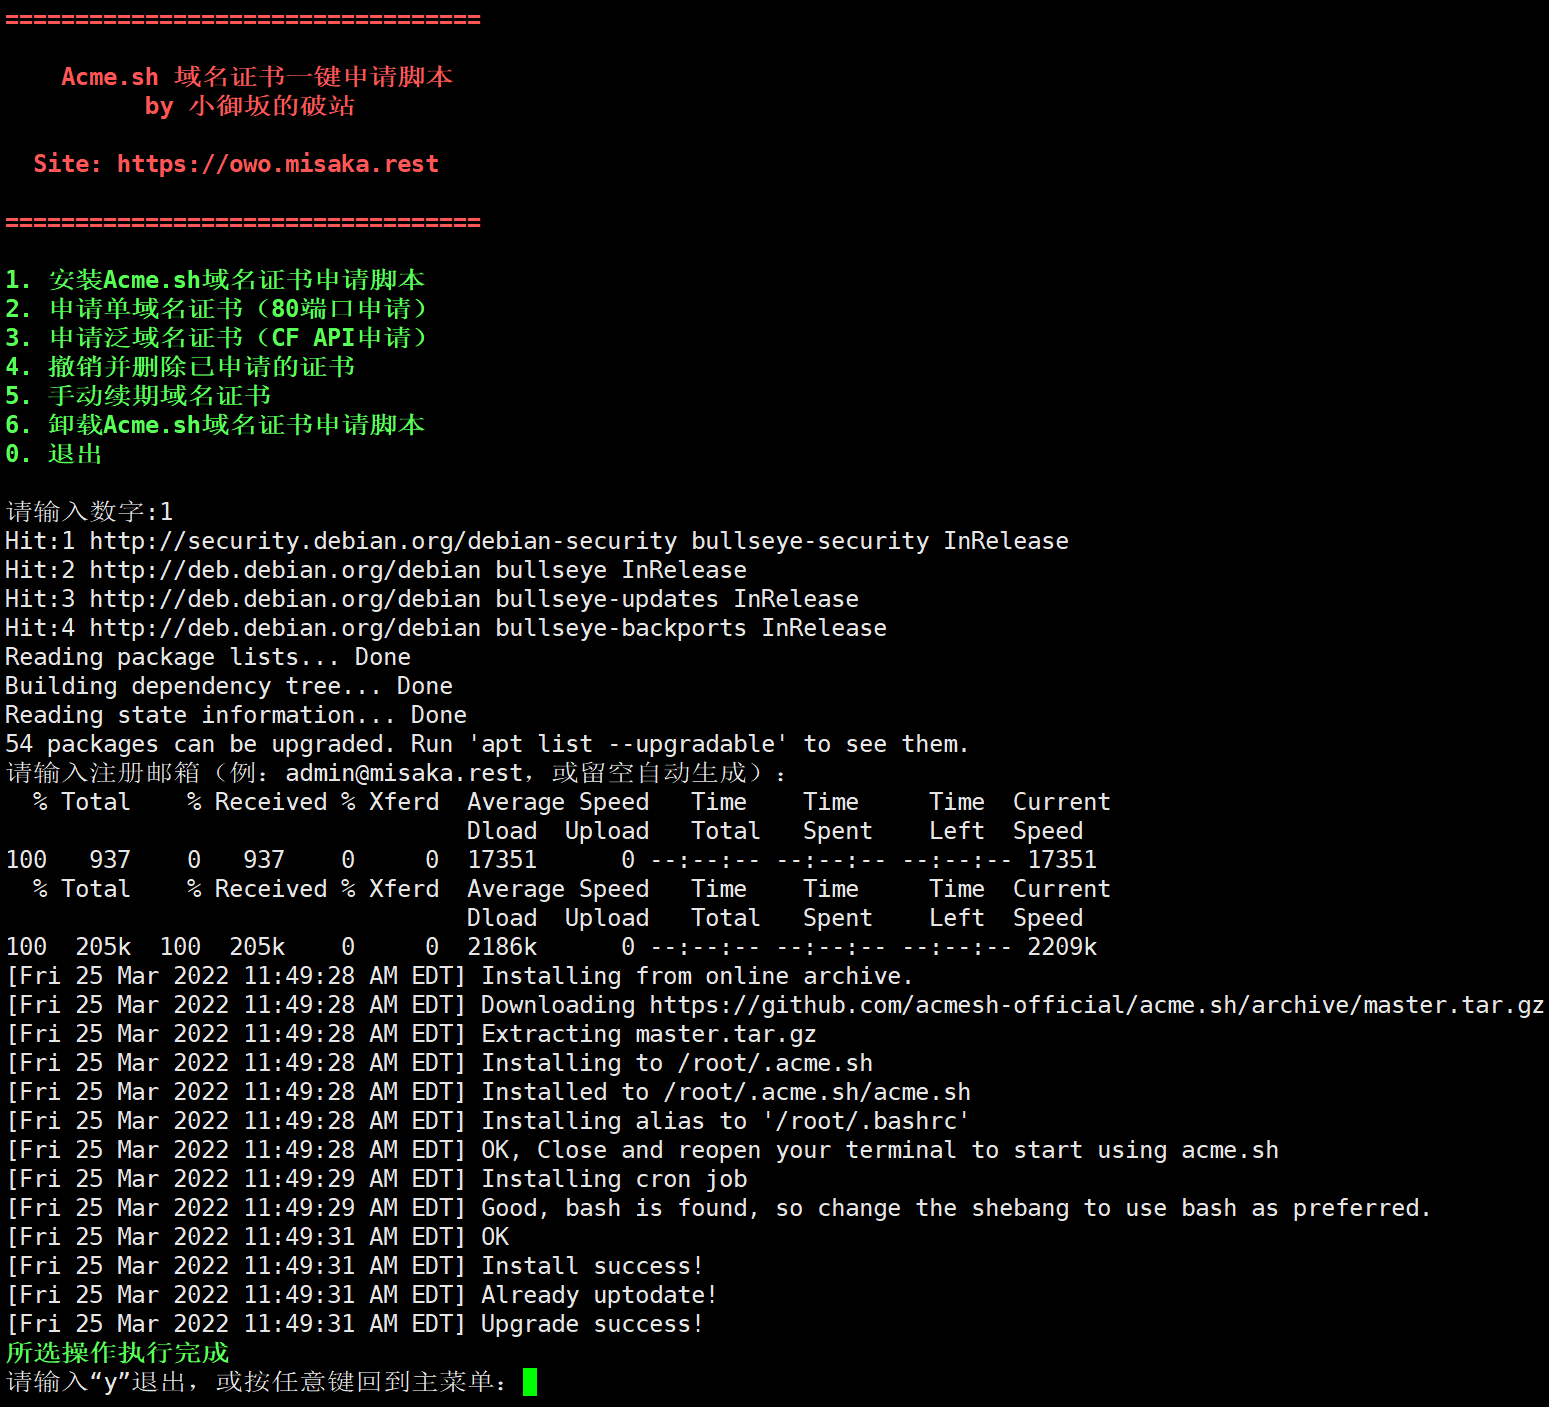 ==================================
Acme.sh 域名证书一键申请脚本
by 小御坂的破站
Site: https://owo.misaka.rest
==================================
1. 安装Acme.sh域名证书申请脚本
2. 申请单域名证书（80端口申请）
3. 申请泛域名证书（CF API申请）
4. 撤销并删除已申请的证书
5. 手动续期域名证书
6. 卸载Acme.sh域名证书申请脚本
0. 退出
请输入数字:1
Hit:1 http://security.debian.org/debian-security bullseye-security InRelease
Hit:2 http://deb.debian.org/debian bullseye InRelease
Hit:3 http://deb.debian.org/debian bullseye-updates InRelease
Hit:4 http://deb.debian.org/debian bullseye-backports InRelease
Reading package lists... Done
Building dependency tree... Done
Reading state information... Done
54 packages can be upgraded. Run 'apt list --upgradable' to see them.
请输入注册邮箱（例：admin@misaka.rest，或留空自动生成）：
  % Total    % Received % Xferd  Average Speed   Time    Time     Time  Current
                                 Dload  Upload   Total   Spent    Left  Speed
100   937    0   937    0     0  17351      0 --:--:-- --:--:-- --:--:-- 17351
  % Total    % Received % Xferd  Average Speed   Time    Time     Time  Current
                                 Dload  Upload   Total   Spent    Left  Speed
100  205k  100  205k    0     0  2186k      0 --:--:-- --:--:-- --:--:-- 2209k
[Fri 25 Mar 2022 11:49:28 AM EDT] Installing from online archive.
[Fri 25 Mar 2022 11:49:28 AM EDT] Downloading https://github.com/acmesh-official/acme.sh/archive/master.tar.gz
[Fri 25 Mar 2022 11:49:28 AM EDT] Extracting master.tar.gz
[Fri 25 Mar 2022 11:49:28 AM EDT] Installing to /root/.acme.sh
[Fri 25 Mar 2022 11:49:28 AM EDT] Installed to /root/.acme.sh/acme.sh
[Fri 25 Mar 2022 11:49:28 AM EDT] Installing alias to '/root/.bashrc'
[Fri 25 Mar 2022 11:49:28 AM EDT] OK, Close and reopen your terminal to start using acme.sh
[Fri 25 Mar 2022 11:49:29 AM EDT] Installing cron job
[Fri 25 Mar 2022 11:49:29 AM EDT] Good, bash is found, so change the shebang to use bash as preferred.
[Fri 25 Mar 2022 11:49:31 AM EDT] OK
[Fri 25 Mar 2022 11:49:31 AM EDT] Install success!
[Fri 25 Mar 2022 11:49:31 AM EDT] Already uptodate!
[Fri 25 Mar 2022 11:49:31 AM EDT] Upgrade success!
所选操作执行完成
请输入“y”退出，或按任意键回到主菜单：